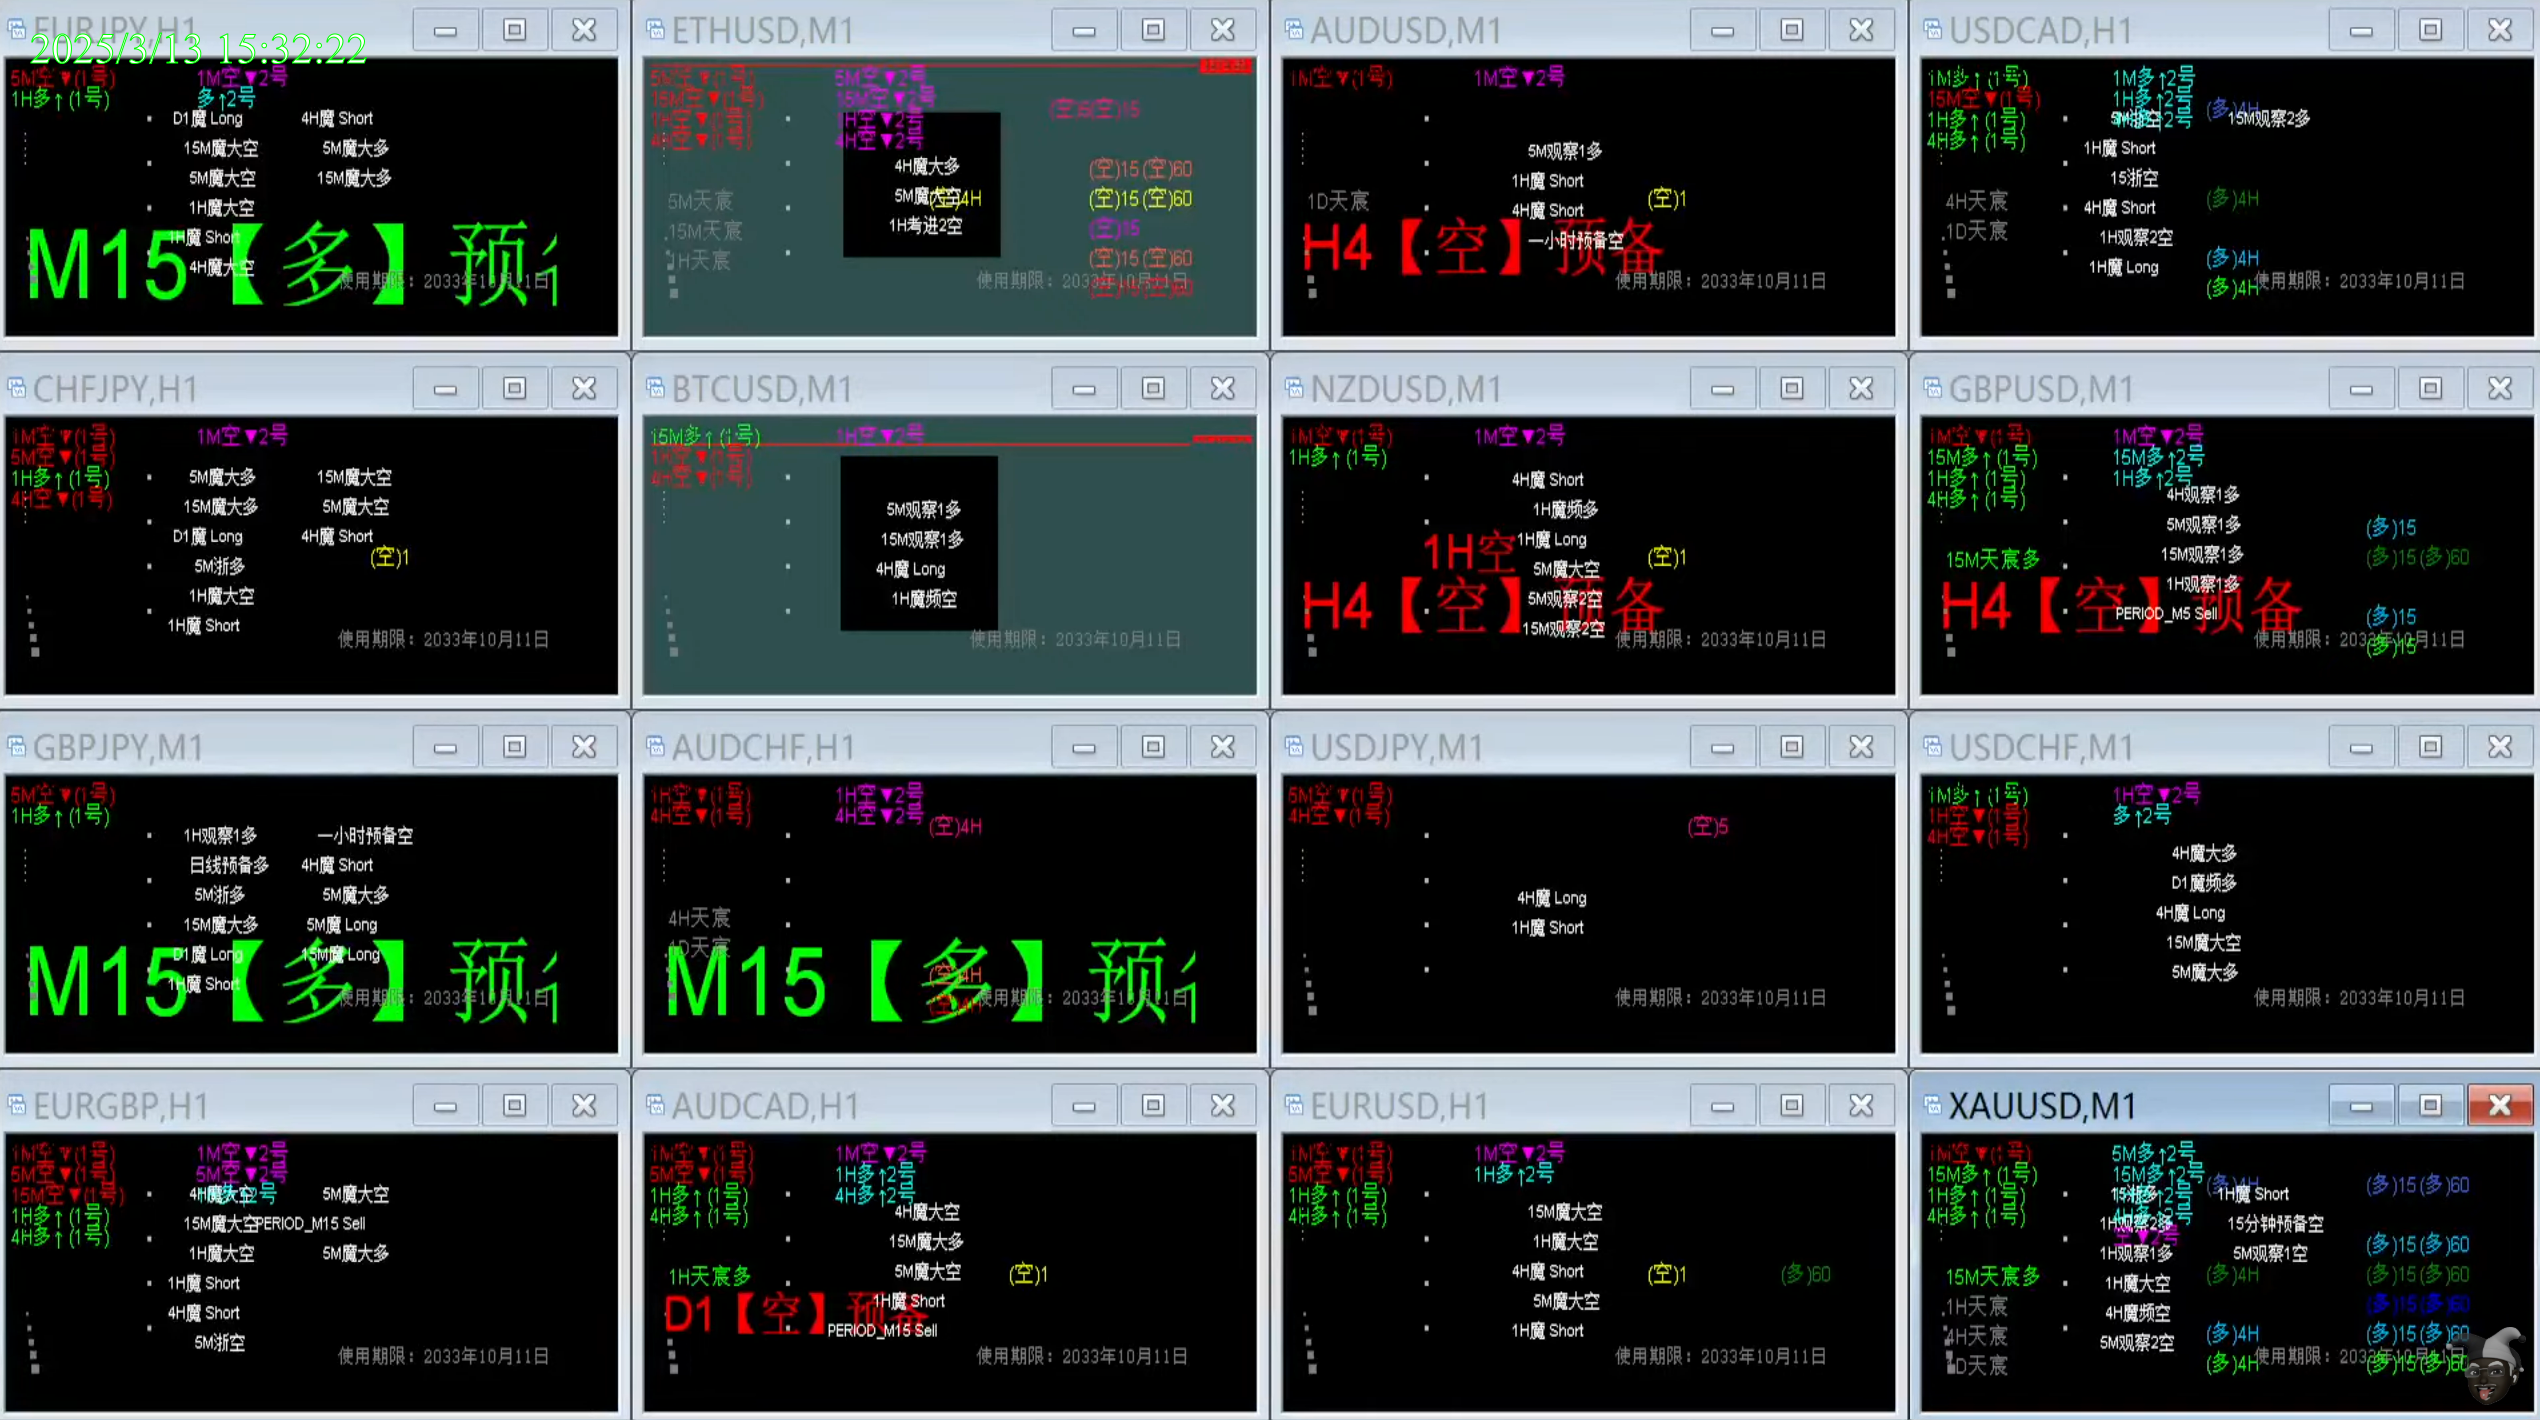 2025/3/13 15:32:22
EURJPY,H1
5M空▼(1号)
1M空▼2号
1H多↑(1号)
多↑2号
D1魔 Long
4H魔 Short
15M魔大空
5M魔大多
5M魔大空
15M魔大多
1H魔大空
1H魔 Short
4H魔大空
M15【多】预
使用期限：2033年10月11日
ETHUSD,M1
5M空▼(1号)
5M空▼2号
15M空▼(1号)
15M空▼2号
1H空▼(1号)
1H空▼2号
4H空▼(1号)
4H空▼2号
(空)5(空)15
4H魔大多
(空)15(空)60
5M魔大空
(空)4H
(空)15(空)60
5M天宸
1H考进2空
(空)15
15M天宸
1H天宸
(空)15(空)60
使用期限：2033年10月11日
AUDUSD,M1
1M空▼(1号)
1M空▼2号
5M观察1多
1H魔 Short
1D天宸
4H魔 Short
(空)1
一小时预备空
H4【空】预备
使用期限：2033年10月11日
USDCAD,H1
1M多↑(1号)
1M多↑2号
15M空▼(1号)
1H多↑2号
(多)4H
1H多↑(1号)
4H多↑2号
15M观察2多
4H多↑(1号)
1H魔 Short
15浙空
4H天宸
4H魔 Short
(多)4H
1D天宸
1H观察2空
1H魔 Long
(多)4H
(多)4H
使用期限：2033年10月11日
CHFJPY,H1
1M空▼(1号)
1M空▼2号
5M空▼(1号)
1H多↑(1号)
4H空▼(1号)
5M魔大多
15M魔大空
15M魔大多
5M魔大空
D1魔 Long
4H魔 Short
(空)1
5M浙多
1H魔大空
1H魔 Short
使用期限：2033年10月11日
BTCUSD,M1
15M多↑(1号)
1H空▼2号
1H空▼(1号)
4H空▼(1号)
5M观察1多
15M观察1多
4H魔 Long
1H魔频空
使用期限：2033年10月11日
NZDUSD,M1
1M空▼(1号)
1M空▼2号
1H多↑(1号)
4H魔 Short
1H魔频多
1H空
1H魔 Long
5M魔大空
(空)1
5M观察2空
15M观察2空
H4【空】预备
使用期限：2033年10月11日
GBPUSD,M1
1M空▼(1号)
1M空▼2号
15M多↑(1号)
15M多↑2号
1H多↑(1号)
1H多↑2号
4H多↑(1号)
4H观察1多
5M观察1多
(多)15
15M天宸多
15M观察1多
(多)15(多)60
1H观察1多
PERIOD_M5 Sell
(多)15
H4【空】预备
使用期限：2033年10月11日
(多)15
GBPJPY,M1
5M空▼(1号)
1H多↑(1号)
1H观察1多
一小时预备空
日线预备多
4H魔 Short
5M浙多
5M魔大多
15M魔大多
5M魔 Long
D1魔 Long
15M魔 Long
1H魔 Short
M15【多】预
使用期限：2033年10月11日
AUDCHF,H1
1H空▼(1号)
1H空▼2号
4H空▼(1号)
4H空▼2号
(空)4H
4H天宸
1D天宸
(空)4H
(空)4H
M15【多】预
使用期限：2033年10月11日
USDJPY,M1
5M空▼(1号)
4H空▼(1号)
(空)5
4H魔 Long
1H魔 Short
使用期限：2033年10月11日
USDCHF,M1
1M多↑(1号)
1H空▼2号
1H空▼(1号)
多↑2号
4H空▼(1号)
4H魔大多
D1魔频多
4H魔 Long
15M魔大空
5M魔大多
使用期限：2033年10月11日
EURGBP,H1
1M空▼(1号)
1M空▼2号
5M空▼(1号)
5M空▼2号
15M空▼(1号)
4H魔大空
5M魔大空
1H多↑(1号)
4H多↑(1号)
15M魔大空
PERIOD_M15 Sell
1H魔大空
5M魔大多
1H魔 Short
4H魔 Short
5M浙空
使用期限：2033年10月11日
AUDCAD,H1
1M空▼(1号)
1M空▼2号
5M空▼(1号)
1H多↑2号
1H多↑(1号)
4H多↑2号
4H多↑(1号)
4H魔大空
15M魔大多
1H天宸多
5M魔大空
(空)1
1H魔 Short
D1【空】预备
PERIOD_M15 Sell
使用期限：2033年10月11日
EURUSD,H1
1M空▼(1号)
1M空▼2号
5M空▼(1号)
1H多↑2号
1H多↑(1号)
4H多↑(1号)
15M魔大空
1H魔大空
4H魔 Short
(空)1
(多)60
5M魔大空
1H魔 Short
使用期限：2033年10月11日
XAUUSD,M1
1M空▼(1号)
5M多↑2号
15M多↑(1号)
15M多↑2号
1H多↑(1号)
(多)4H
(多)15(多)60
4H多↑(1号)
4H多↑2号
1H魔 Short
1H观察2多
15分钟预备空
空▼2号
(多)15(多)60
1H观察1多
5M观察1空
15M天宸多
1H魔大空
(多)4H
(多)15(多)60
1H天宸
4H魔频空
(多)15(多)60
4H天宸
5M观察2空
(多)4H
(多)15(多)60
1D天宸
(多)4H
使用期限：2033年10月11日
(多)15(多)60